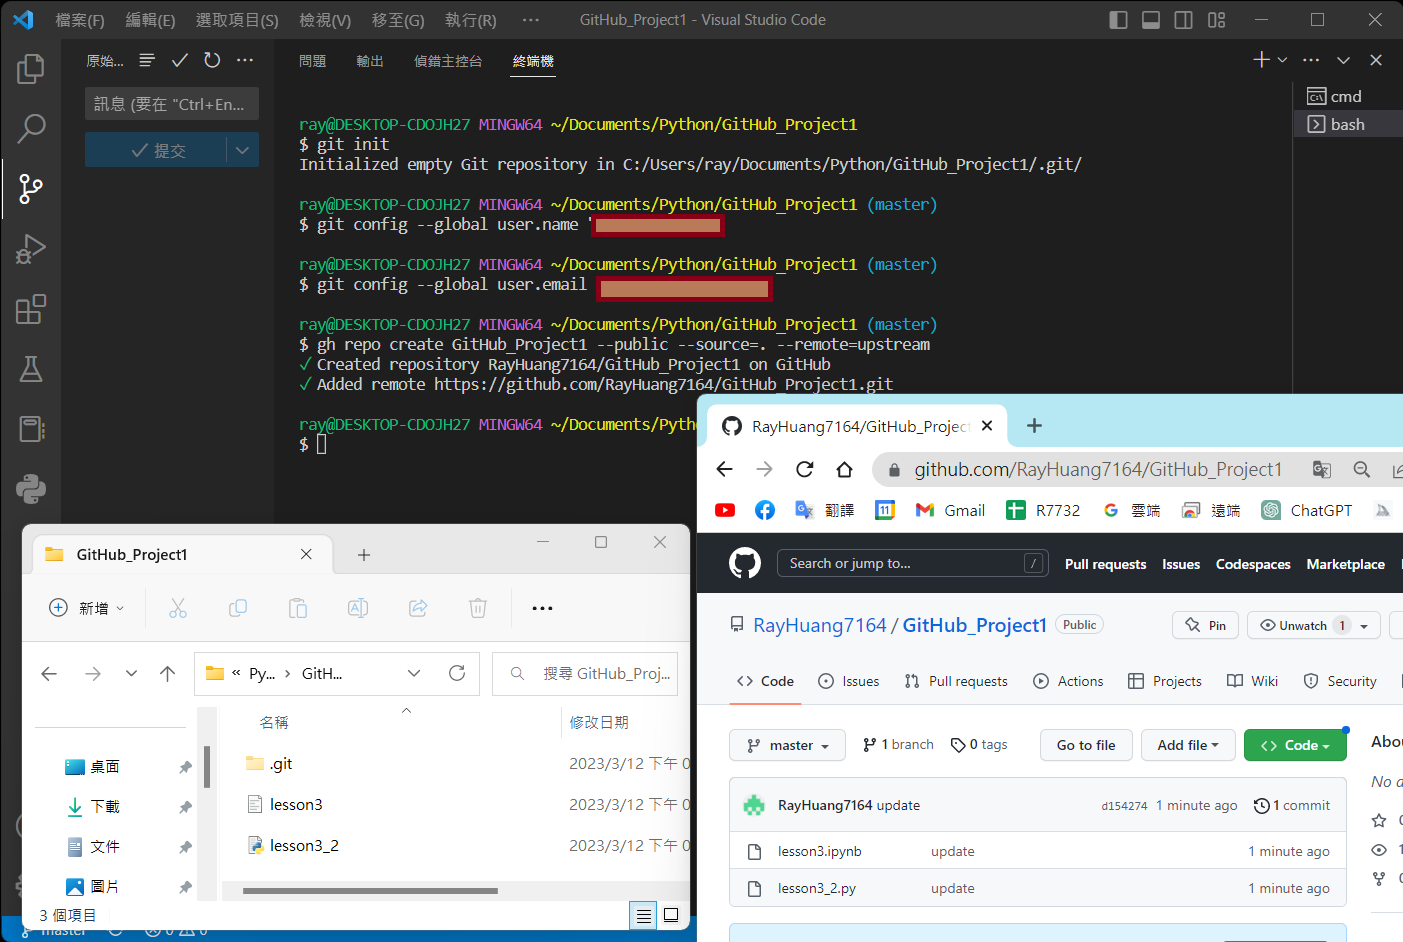 檔案(F) 編輯(E) 選取項目(S) 檢視(V) 移至(G) 執行(R) ··· GitHub_Project1 - Visual Studio Code
原始... ··· 問題 輸出 偵錯主控台 終端機 ···
訊息 (要在 "Ctrl+En...
提交
cmd
bash
ray@DESKTOP-CDOJH27 MINGW64 ~/Documents/Python/GitHub_Project1
$ git init
Initialized empty Git repository in C:/Users/ray/Documents/Python/GitHub_Project1/.git/
ray@DESKTOP-CDOJH27 MINGW64 ~/Documents/Python/GitHub_Project1 (master)
$ git config --global user.name "
ray@DESKTOP-CDOJH27 MINGW64 ~/Documents/Python/GitHub_Project1 (master)
$ git config --global user.email
ray@DESKTOP-CDOJH27 MINGW64 ~/Documents/Python/GitHub_Project1 (master)
$ gh repo create GitHub_Project1 --public --source=. --remote=upstream
✓ Created repository RayHuang7164/GitHub_Project1 on GitHub
✓ Added remote https://github.com/RayHuang7164/GitHub_Project1.git
ray@DESKTOP-CDOJH27 MINGW64 ~/Documents/Pyth
$
GitHub_Project1
新增 ···
« Py... › GitH... 搜尋 GitHub_Proj...
名稱 修改日期
桌面
下載
文件
圖片
.git 2023/3/12 下午 0
lesson3 2023/3/12 下午 0
lesson3_2 2023/3/12 下午 0
3 個項目
master 0 0
RayHuang7164/GitHub_Project
github.com/RayHuang7164/GitHub_Project1
翻譯 11 Gmail R7732 雲端 遠端 ChatGPT
Search or jump to... / Pull requests Issues Codespaces Marketplace
RayHuang7164 / GitHub_Project1 Public Pin Unwatch 1
Code Issues Pull requests Actions Projects Wiki Security
master 1 branch 0 tags Go to file Add file Code
RayHuang7164 update d154274 1 minute ago 1 commit
lesson3.ipynb update 1 minute ago
lesson3_2.py update 1 minute ago
Abou
No
1